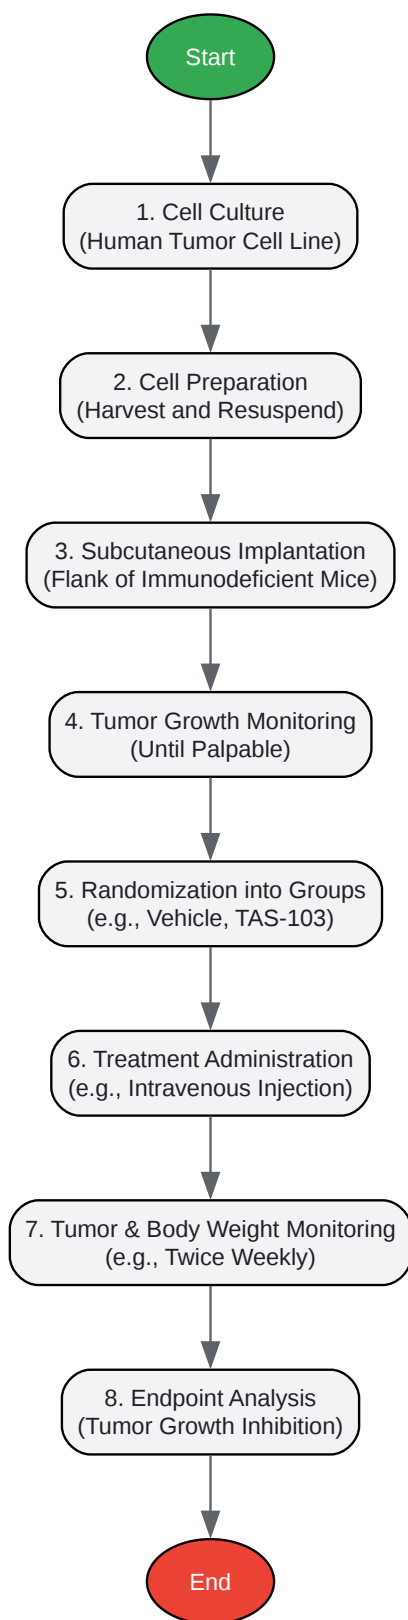 Start
1. Cell Culture
(Human Tumor Cell Line)
2. Cell Preparation
(Harvest and Resuspend)
3. Subcutaneous Implantation
(Flank of Immunodeficient Mice)
4. Tumor Growth Monitoring
(Until Palpable)
5. Randomization into Groups
(e.g., Vehicle, TAS-103)
6. Treatment Administration
(e.g., Intravenous Injection)
7. Tumor & Body Weight Monitoring
(e.g., Twice Weekly)
8. Endpoint Analysis
(Tumor Growth Inhibition)
End